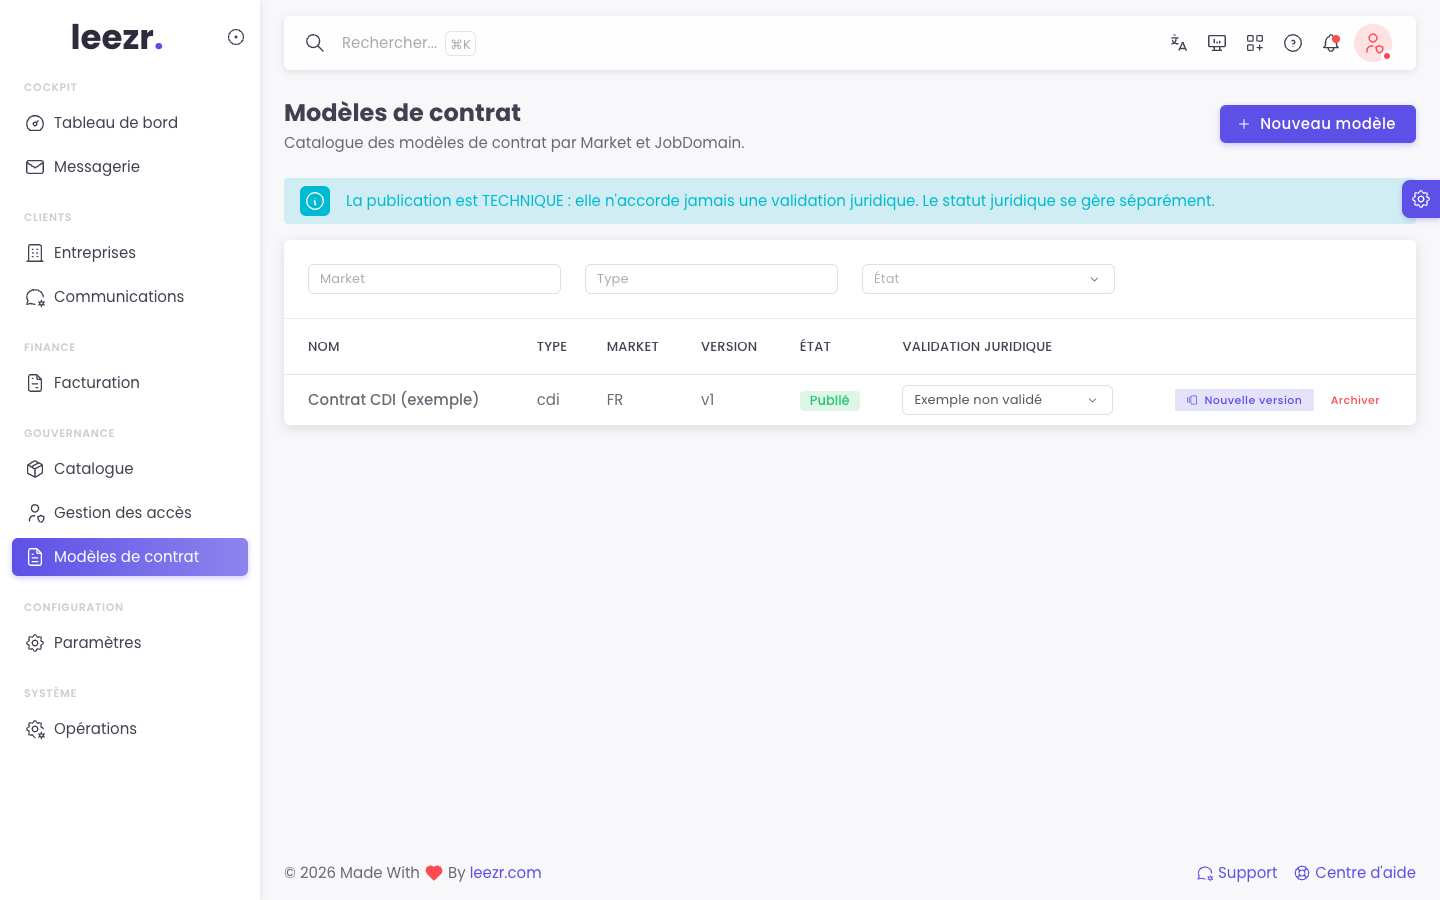 leezr.
COCKPIT
Tableau de bord
Messagerie
CLIENTS
Entreprises
Communications
FINANCE
Facturation
GOUVERNANCE
Catalogue
Gestion des accès
Modèles de contrat
CONFIGURATION
Paramètres
SYSTÈME
Opérations
Rechercher... ⌘K
Modèles de contrat
Catalogue des modèles de contrat par Market et JobDomain.
Nouveau modèle
La publication est TECHNIQUE : elle n'accorde jamais une validation juridique. Le statut juridique se gère séparément.
Market Type État
NOM TYPE MARKET VERSION ÉTAT VALIDATION JURIDIQUE
Contrat CDI (exemple) cdi FR v1 Publié Exemple non validé Nouvelle version Archiver
© 2026 Made With By leezr.com Support Centre d'aide